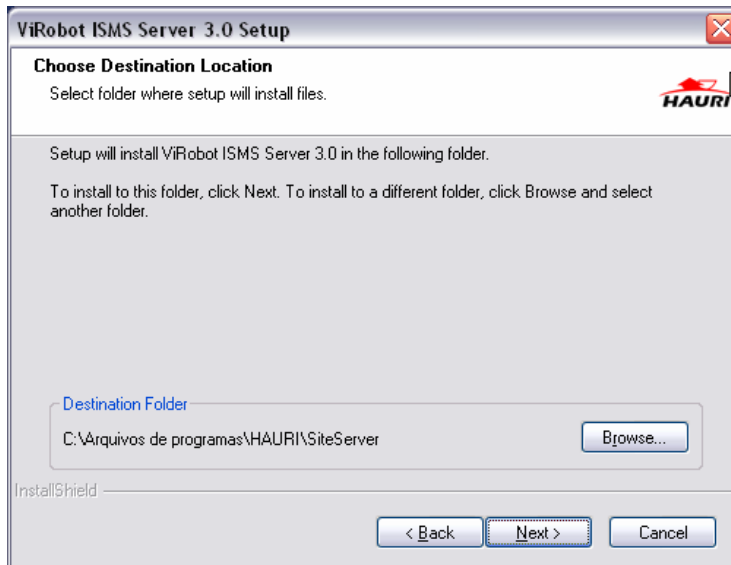 ViRobot ISMS Server 3.0 Setup
Choose Destination Location
Select folder where setup will install files.
HAURI
Setup will install ViRobot ISMS Server 3.0 in the following folder.
To install to this folder, click Next. To install to a different folder, click Browse and select
another folder.
Destination Folder
C:\Arquivos de programas\HAURI\SiteServer
Browse...
InstallShield
< Back
Next >
Cancel